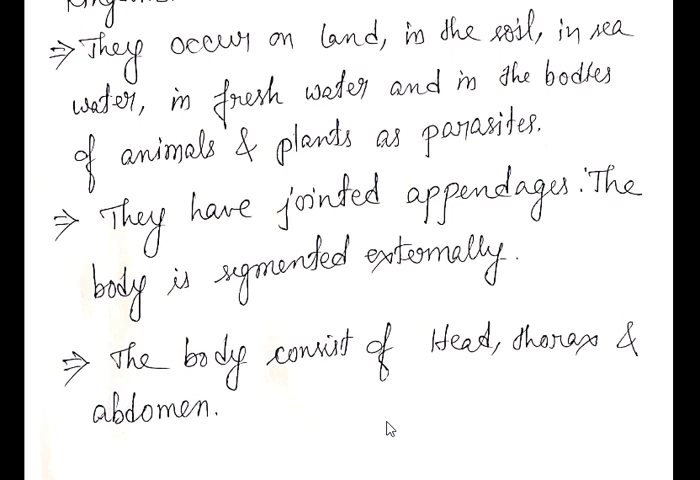 ⇒ They occur on land, in the soil, in sea
water, in fresh water and in the bodies
of animals & plants as parasites.
⇒ They have jointed appendages. The
body is segmented externally.
⇒ The body consist of Head, thorax &
abdomen.